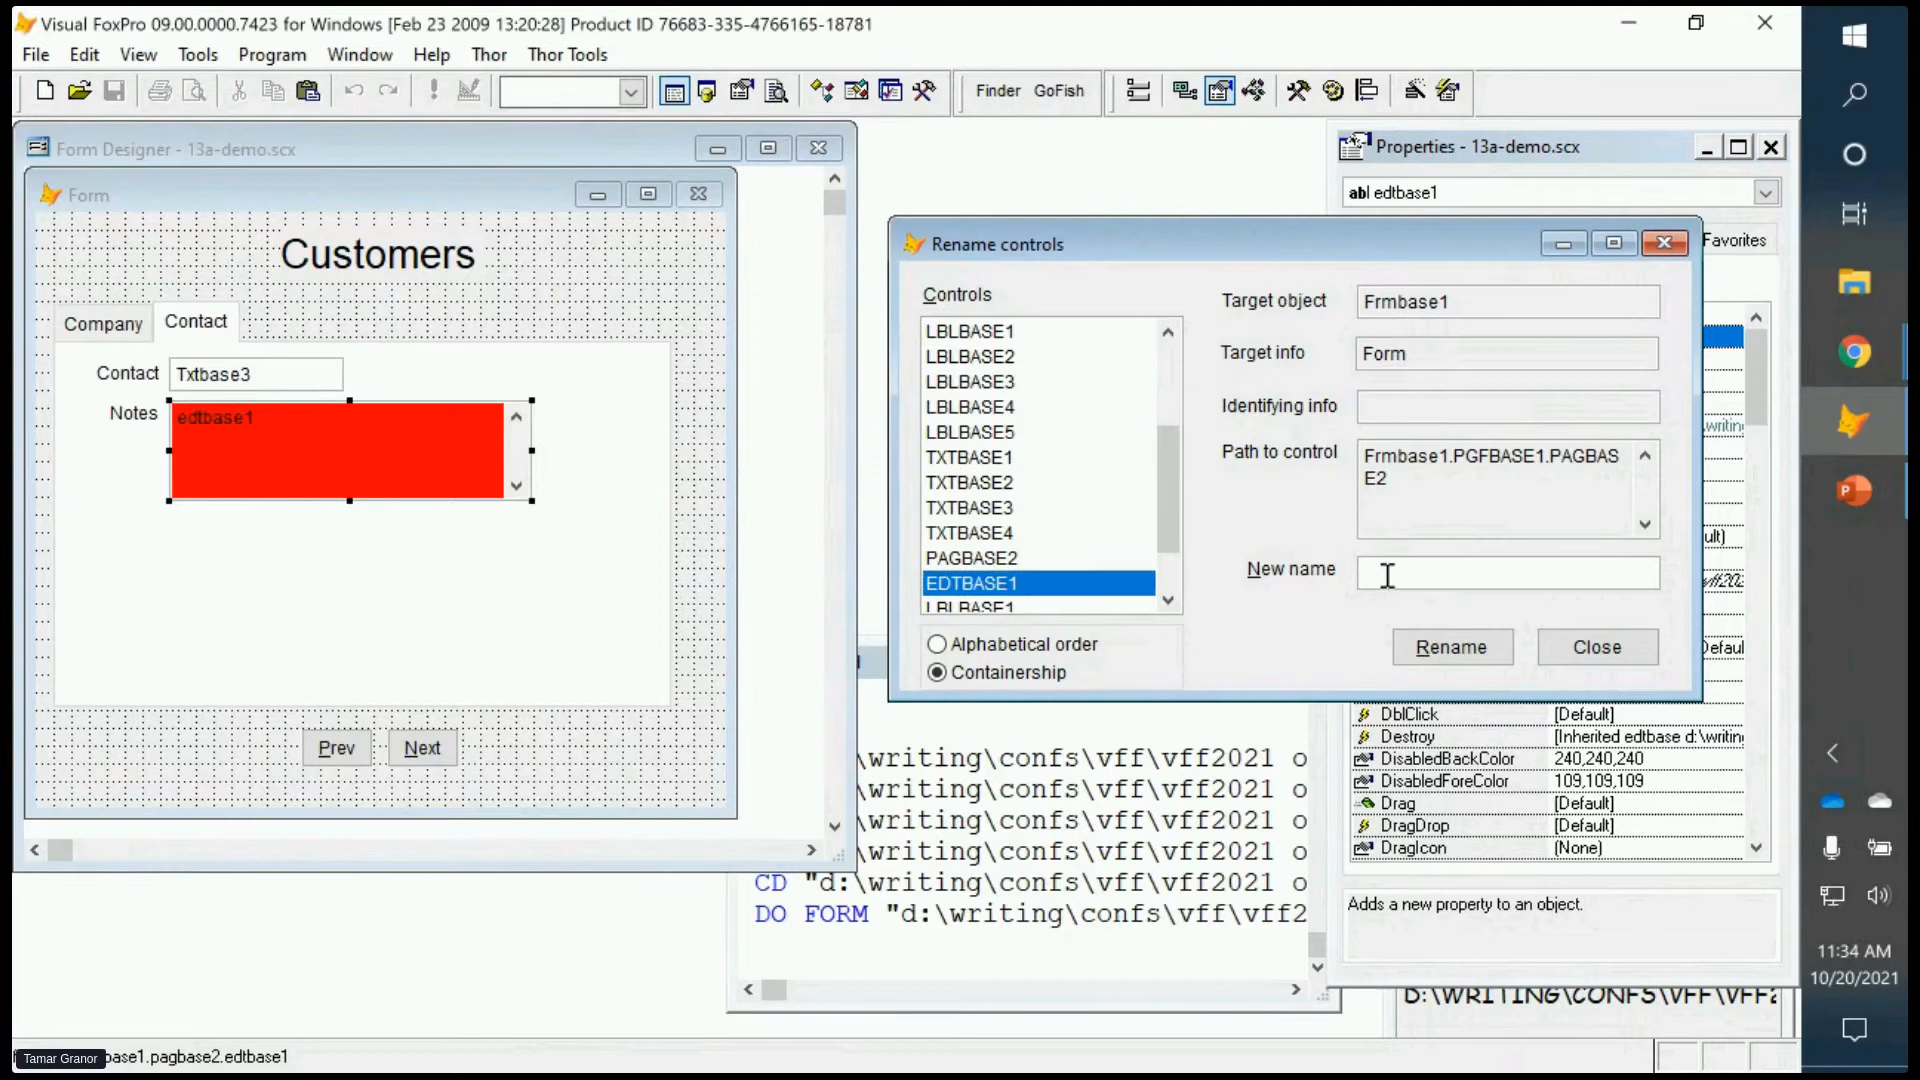 Visual FoxPro 09.00.0000.7423 for Windows [Feb 23 2009 13:20:28] Product ID 76683-335-4766165-18781
File Edit View Tools Program Window Help Thor Thor Tools
Finder GoFish
Form Designer - 13a-demo.scx
Form
Customers
Company
Contact
Contact
Txtbase3
Notes
edtbase1
Prev
Next
Properties - 13a-demo.scx
abl edtbase1
Favorites
Rename controls
Controls
LBLBASE1
LBLBASE2
LBLBASE3
LBLBASE4
LBLBASE5
TXTBASE1
TXTBASE2
TXTBASE3
TXTBASE4
PAGBASE2
EDTBASE1
LBLBASE1
Alphabetical order
Containership
Target object
Frmbase1
Target info
Form
Identifying info
Path to control
Frmbase1.PGFBASE1.PAGBAS
E2
New name
Rename
Close
DblClick [Default]
Destroy [Inherited edtbase d:\writing
DisabledBackColor 240,240,240
DisabledForeColor 109,109,109
Drag [Default]
DragDrop [Default]
DragIcon (None)
Adds a new property to an object.
\writing\confs\vff\vff2021 o
\writing\confs\vff\vff2021 o
\writing\confs\vff\vff2021 o
\writing\confs\vff\vff2021 o
CD "d:\writing\confs\vff\vff2021 o
DO FORM "d:\writing\confs\vff\vff2
D:\WRITING\CONFS\VFF\VFF2
11:34 AM
10/20/2021
Tamar Granor
base1.pagbase2.edtbase1